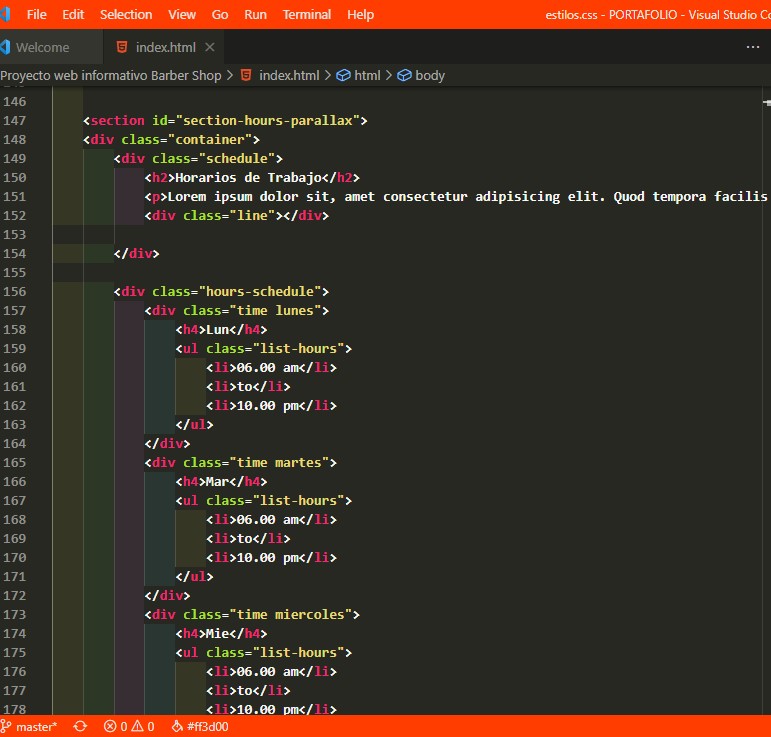 File Edit Selection View Go Run Terminal Help estilos.css - PORTAFOLIO - Visual Studio Co
Welcome index.html
Proyecto web informativo Barber Shop > index.html > html > body
146
147 <section id="section-hours-parallax">
148 <div class="container">
149 <div class="schedule">
150 <h2>Horarios de Trabajo</h2>
151 <p>Lorem ipsum dolor sit, amet consectetur adipisicing elit. Quod tempora facilis
152 <div class="line"></div>
153
154 </div>
155
156 <div class="hours-schedule">
157 <div class="time lunes">
158 <h4>Lun</h4>
159 <ul class="list-hours">
160 <li>06.00 am</li>
161 <li>to</li>
162 <li>10.00 pm</li>
163 </ul>
164 </div>
165 <div class="time martes">
166 <h4>Mar</h4>
167 <ul class="list-hours">
168 <li>06.00 am</li>
169 <li>to</li>
170 <li>10.00 pm</li>
171 </ul>
172 </div>
173 <div class="time miercoles">
174 <h4>Mie</h4>
175 <ul class="list-hours">
176 <li>06.00 am</li>
177 <li>to</li>
178 <li>10.00 pm</li>
master* 0 0 #ff3d00